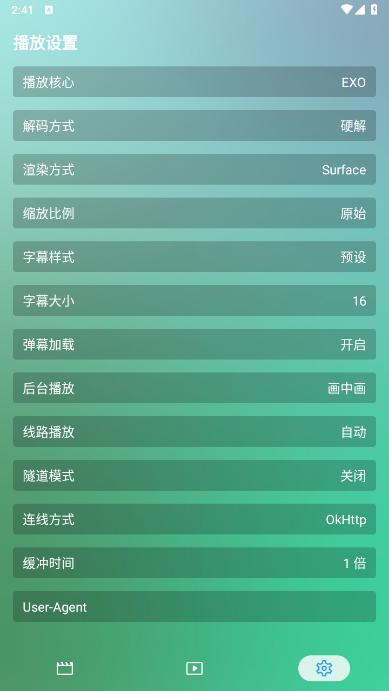 2:41
播放设置
播放核心 EXO
解码方式 硬解
渲染方式 Surface
缩放比例 原始
字幕样式 预设
字幕大小 16
弹幕加载 开启
后台播放 画中画
线路播放 自动
隧道模式 关闭
连线方式 OkHttp
缓冲时间 1 倍
User-Agent